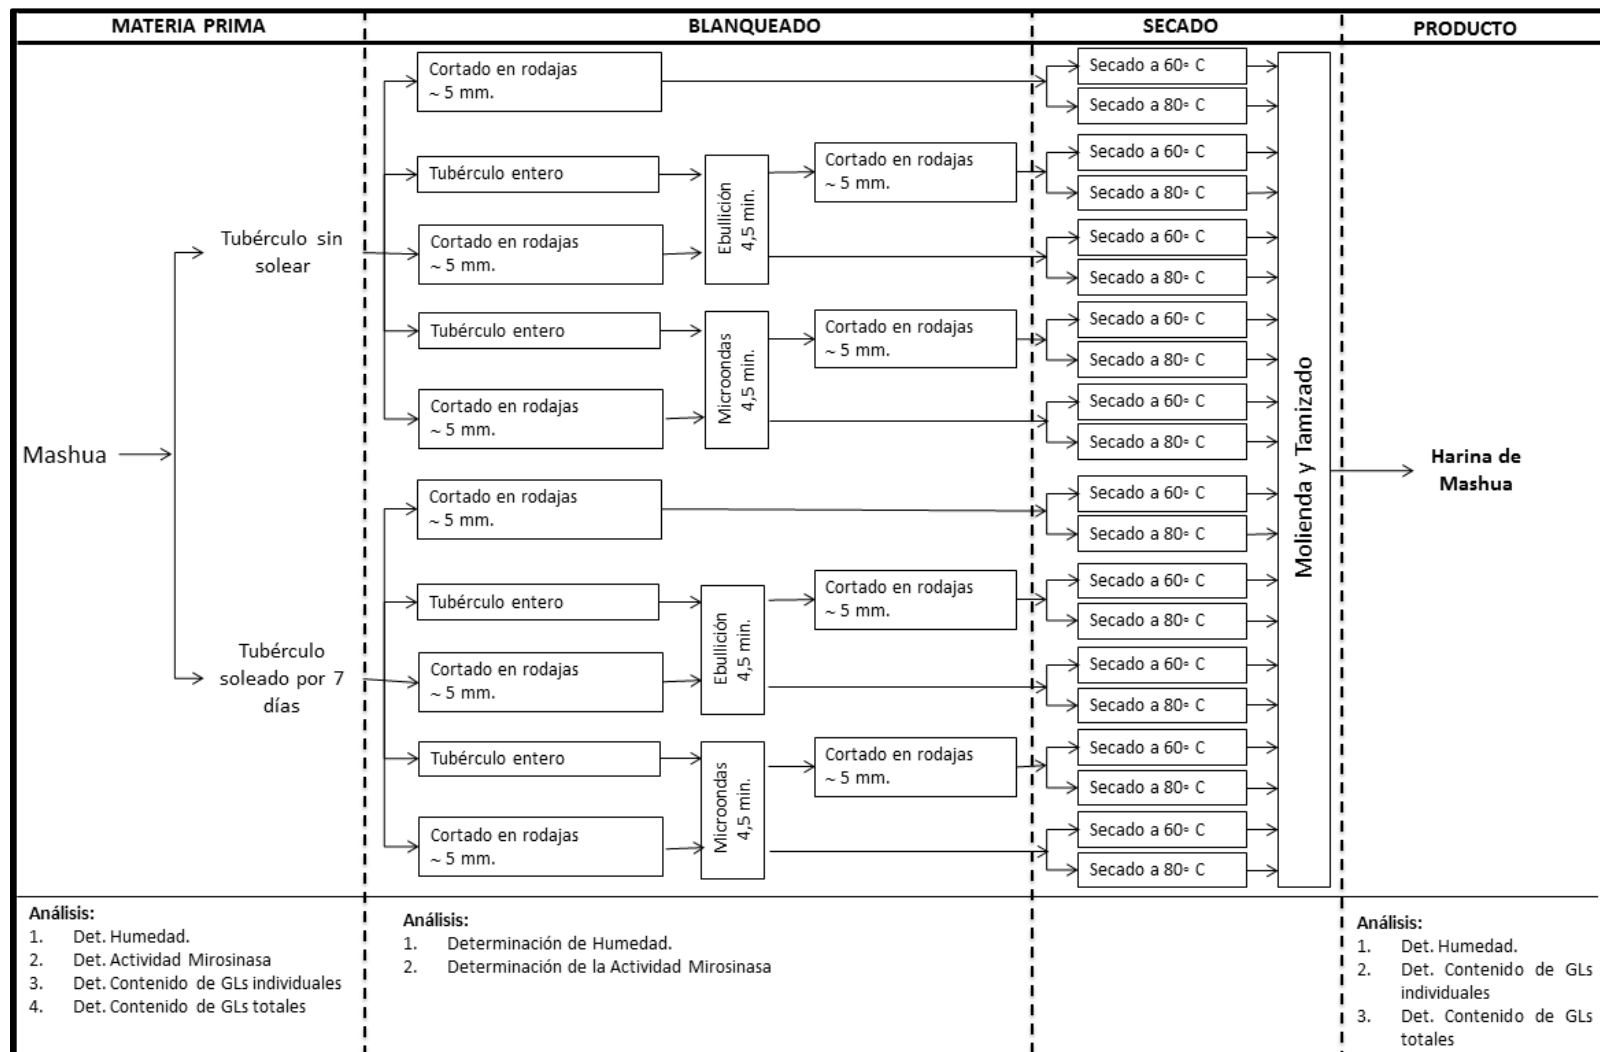 MATERIA PRIMA
BLANQUEADO
SECADO
PRODUCTO
Mashua
Tubérculo sin
solear
Cortado en rodajas
~ 5 mm.
Tubérculo entero
Cortado en rodajas
~ 5 mm.
Ebullición
4,5 min.
Cortado en rodajas
~ 5 mm.
Tubérculo entero
Cortado en rodajas
~ 5 mm.
Microondas
4,5 min.
Cortado en rodajas
~ 5 mm.
Secado a 60° C
Secado a 80° C
Secado a 60° C
Secado a 80° C
Secado a 60° C
Secado a 80° C
Secado a 60° C
Secado a 80° C
Secado a 60° C
Secado a 80° C
Tubérculo
soleado por 7
días
Cortado en rodajas
~ 5 mm.
Tubérculo entero
Cortado en rodajas
~ 5 mm.
Ebullición
4,5 min.
Cortado en rodajas
~ 5 mm.
Tubérculo entero
Cortado en rodajas
~ 5 mm.
Microondas
4,5 min.
Cortado en rodajas
~ 5 mm.
Secado a 60° C
Secado a 80° C
Secado a 60° C
Secado a 80° C
Secado a 60° C
Secado a 80° C
Secado a 60° C
Secado a 80° C
Secado a 60° C
Secado a 80° C
Molienda y Tamizado
Harina de
Mashua
Análisis:
1. Det. Humedad.
2. Det. Actividad Mirosinasa
3. Det. Contenido de GLs individuales
4. Det. Contenido de GLs totales
Análisis:
1. Determinación de Humedad.
2. Determinación de la Actividad Mirosinasa
Análisis:
1. Det. Humedad.
2. Det. Contenido de GLs
individuales
3. Det. Contenido de GLs
totales